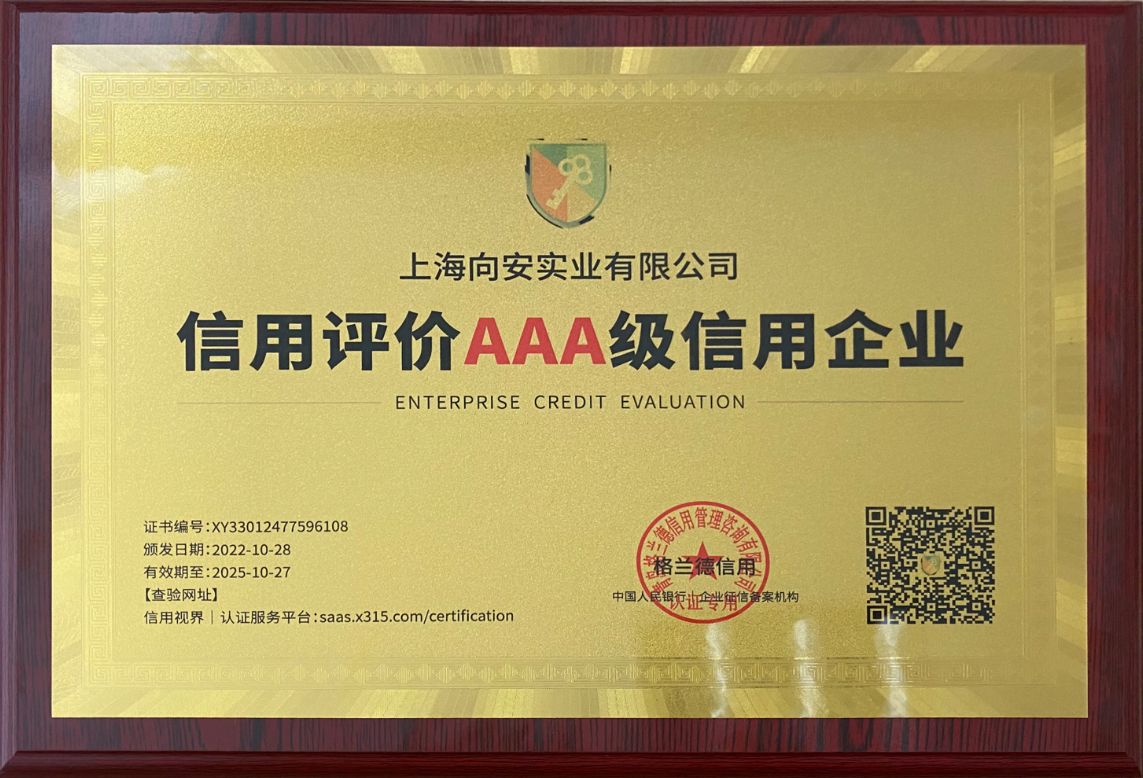 上海向安实业有限公司
信用评价AAA级信用企业
ENTERPRISE CREDIT EVALUATION
证书编号:XY33012477596108
颁发日期:2022-10-28
有效期至:2025-10-27
【查验网址】
信用视界｜认证服务平台:saas.x315.com/certification
格兰德信用
中国人民银行｜企业征信备案机构
认证专用